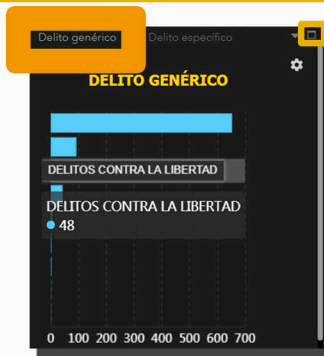 Delito genérico Delito específico
DELITO GENÉRICO
DELITOS CONTRA LA LIBERTAD
DELITOS CONTRA LA LIBERTAD
48
0 100 200 300 400 500 600 700